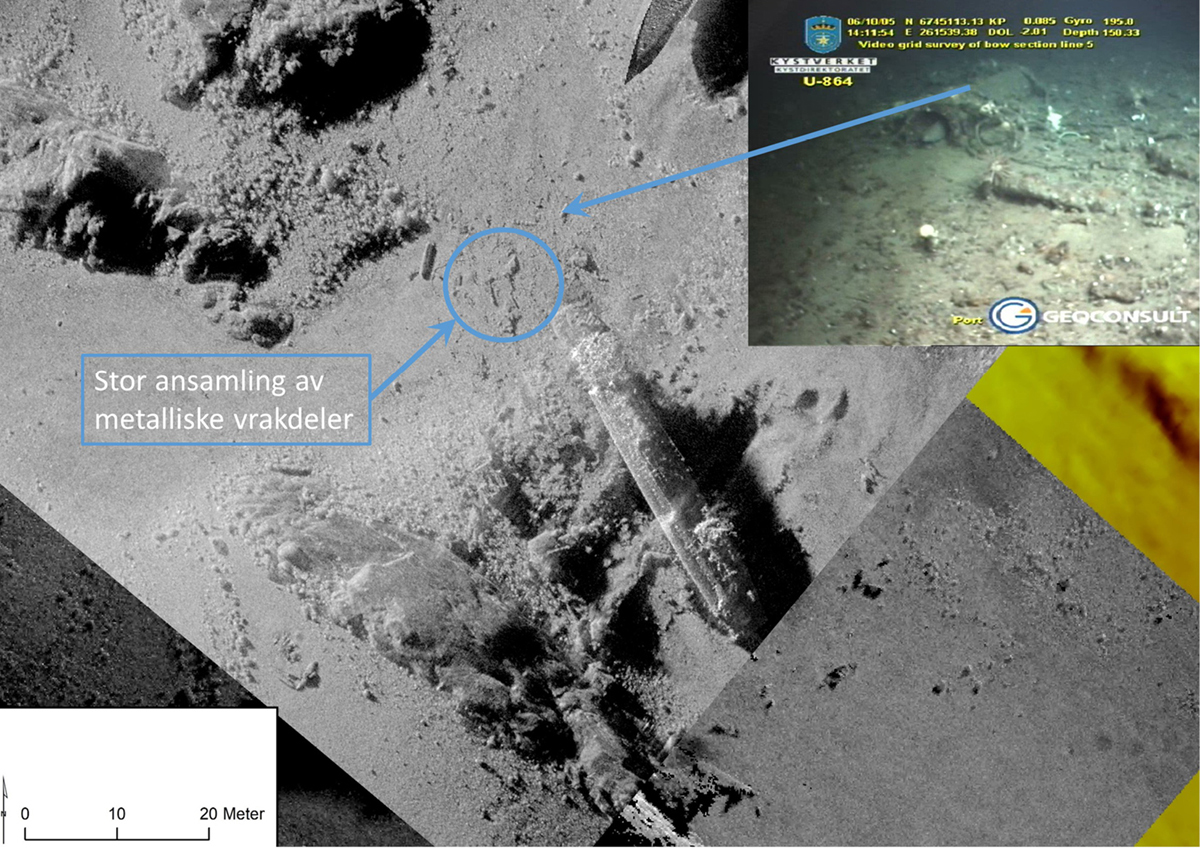 06/10/05 N 6745113.13 KP 0.085 Gyro 195.0
14:11:54 E 261539.38 DOL -2.01 Depth 150.33
Video grid survey of bow section line 5
KYSTVERKET
KYSTDIREKTORATET
U-864
Port GEOCONSULT
Stor ansamling av
metalliske vrakdeler
0 10 20 Meter
N